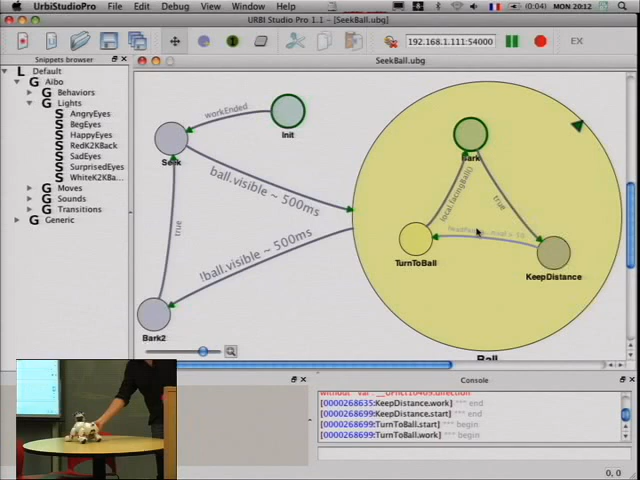 UrbiStudioPro File Edit View Debug Window Help (0:04) MON 20:12
URBI Studio Pro 1.1 - [SeekBall.ubg]
192.168.1.111:54000 EX
Snippets browser
SeekBall.ubg
L Default
G Aibo
G Behaviors
G Lights
S AngryEyes
S BegEyes
S HappyEyes
S RedK2KBack
S SadEyes
S SurprisedEyes
S WhiteK2KBa...
G Moves
G Sounds
G Transitions
G Generic
workEnded
Init
Seek
ball.visible ~ 500ms
true
!ball.visible ~ 500ms
Bark2
Bark
local.facingBall()
true
TurnToBall
KeepDistance
Ball
Console
[0000268635:KeepDistance.work] *** end
[0000268699:KeepDistance.start] *** end
[0000268699:TurnToBall.start] *** begin
[0000268699:TurnToBall.work] *** begin
0, 0